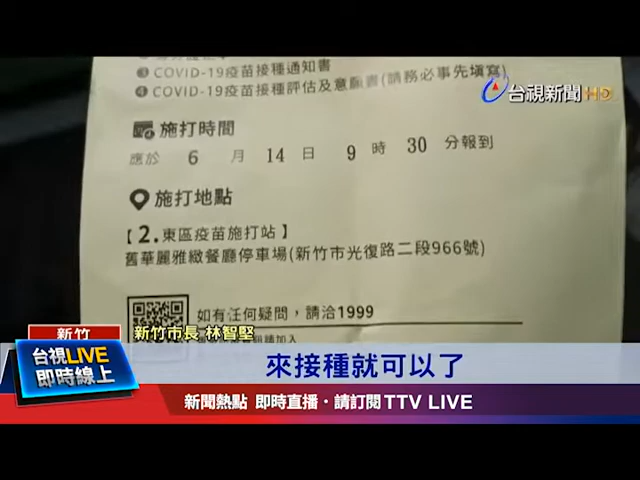 ❸ COVID-19疫苗接種通知書
❹ COVID-19疫苗接種評估及意願書(請務必事先填寫)
台視新聞HD
施打時間
應於 6 月 14 日 9 時 30 分報到
施打地點
【2.東區疫苗施打站】
舊華麗雅緻餐廳停車場(新竹市光復路二段966號)
如有任何疑問，請洽1999
新竹
新竹市長 林智堅
台視LIVE
即時線上
來接種就可以了
新聞熱點 即時直播·請訂閱TTV LIVE